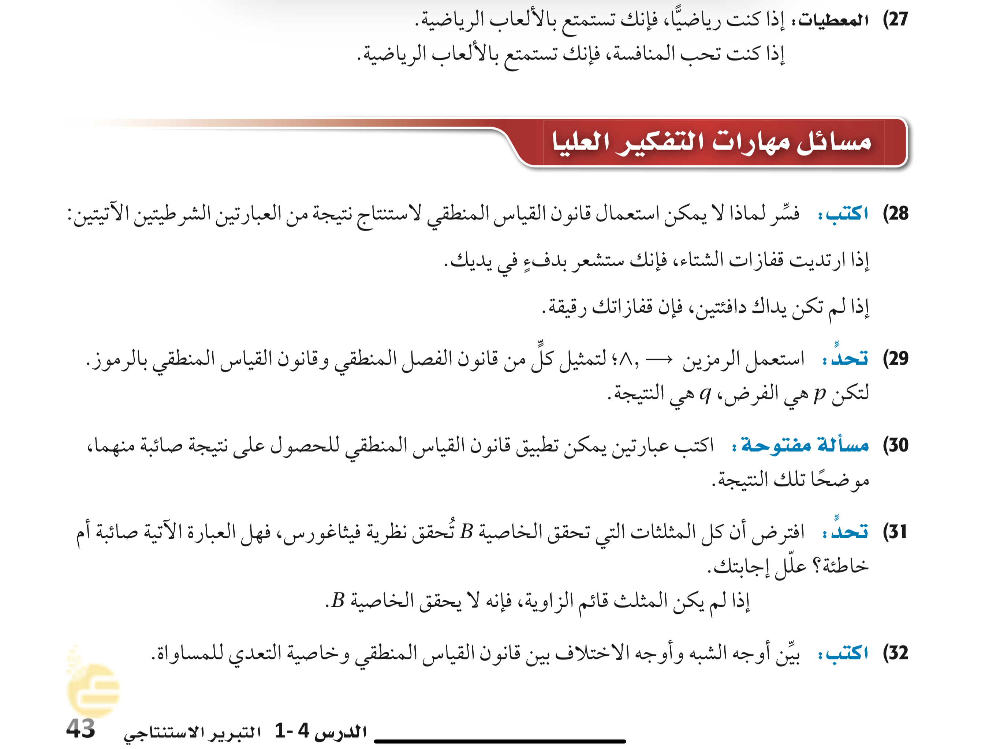 27) المعطيات: إذا كنت رياضيًّا، فإنك تستمتع بالألعاب الرياضية.
إذا كنت تحب المنافسة، فإنك تستمتع بالألعاب الرياضية.
مسائل مهارات التفكير العليا
28) اكتب: فسِّر لماذا لا يمكن استعمال قانون القياس المنطقي لاستنتاج نتيجة من العبارتين الشرطيتين الآتيتين:
إذا ارتديت قفازات الشتاء، فإنك ستشعر بدفءٍ في يديك.
إذا لم تكن يداك دافئتين، فإن قفازاتك رقيقة.
29) تحدٍّ: استعمل الرمزين ∧, →؛ لتمثيل كلٍّ من قانون الفصل المنطقي وقانون القياس المنطقي بالرموز.
لتكن p هي الفرض، q هي النتيجة.
30) مسألة مفتوحة: اكتب عبارتين يمكن تطبيق قانون القياس المنطقي للحصول على نتيجة صائبة منهما،
موضحًا تلك النتيجة.
31) تحدٍّ: افترض أن كل المثلثات التي تحقق الخاصية B تُحقق نظرية فيثاغورس، فهل العبارة الآتية صائبة أم
خاطئة؟ علّل إجابتك.
إذا لم يكن المثلث قائم الزاوية، فإنه لا يحقق الخاصية B.
32) اكتب: بيِّن أوجه الشبه وأوجه الاختلاف بين قانون القياس المنطقي وخاصية التعدي للمساواة.
الدرس 4 -1 التبرير الاستنتاجي 43